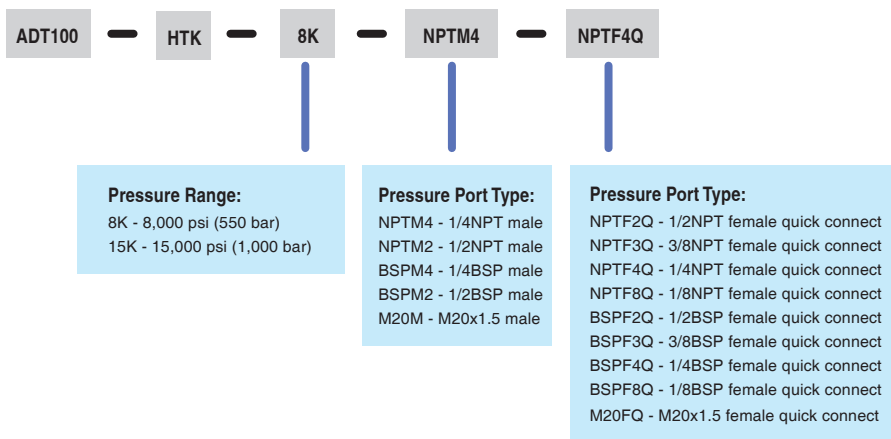 ADT100 — HTK — 8K — NPTM4 — NPTF4Q
Pressure Range:
8K - 8,000 psi (550 bar)
15K - 15,000 psi (1,000 bar)
Pressure Port Type:
NPTM4 - 1/4NPT male
NPTM2 - 1/2NPT male
BSPM4 - 1/4BSP male
BSPM2 - 1/2BSP male
M20M - M20x1.5 male
Pressure Port Type:
NPTF2Q - 1/2NPT female quick connect
NPTF3Q - 3/8NPT female quick connect
NPTF4Q - 1/4NPT female quick connect
NPTF8Q - 1/8NPT female quick connect
BSPF2Q - 1/2BSP female quick connect
BSPF3Q - 3/8BSP female quick connect
BSPF4Q - 1/4BSP female quick connect
BSPF8Q - 1/8BSP female quick connect
M20FQ - M20x1.5 female quick connect